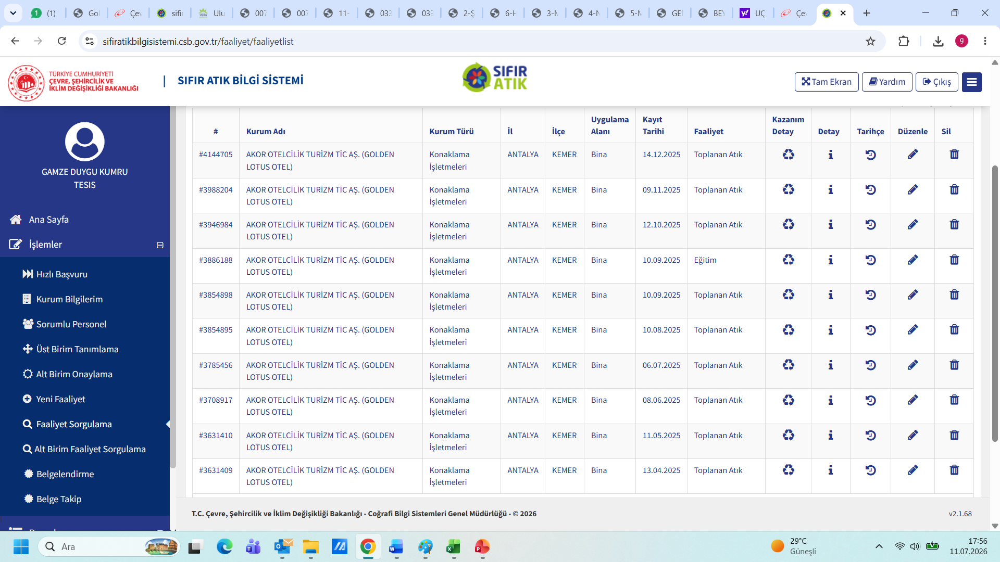 (1)
Gol
Çev
sifir
Ulu
007
007
11-
033
033
2-Ş
6-H
3-M
4-M
5-M
GEN
BEY
UÇ
Çev
sifiratikbilgisistemi.csb.gov.tr/faaliyet/faaliyetlist
g
TÜRKİYE CUMHURİYETİ
ÇEVRE, ŞEHİRCİLİK VE
İKLİM DEĞİŞİKLİĞİ BAKANLIĞI
| SIFIR ATIK BİLGİ SİSTEMİ
SIFIR
ATIK
Tam Ekran
Yardım
Çıkış
GAMZE DUYGU KUMRU
TESIS
Ana Sayfa
İşlemler
Hızlı Başvuru
Kurum Bilgilerim
Sorumlu Personel
Üst Birim Tanımlama
Alt Birim Onaylama
Yeni Faaliyet
Faaliyet Sorgulama
Alt Birim Faaliyet Sorgulama
Belgelendirme
Belge Takip
# Kurum Adı Kurum Türü İl İlçe Uygulama Alanı Kayıt Tarihi Faaliyet Kazanım Detay Detay Tarihçe Düzenle Sil
#4144705 AKOR OTELCİLİK TURİZM TİC AŞ. (GOLDEN Konaklama ANTALYA KEMER Bina 14.12.2025 Toplanan Atık
LOTUS OTEL) İşletmeleri
#3988204 AKOR OTELCİLİK TURİZM TİC AŞ. (GOLDEN Konaklama ANTALYA KEMER Bina 09.11.2025 Toplanan Atık
LOTUS OTEL) İşletmeleri
#3946984 AKOR OTELCİLİK TURİZM TİC AŞ. (GOLDEN Konaklama ANTALYA KEMER Bina 12.10.2025 Toplanan Atık
LOTUS OTEL) İşletmeleri
#3886188 AKOR OTELCİLİK TURİZM TİC AŞ. (GOLDEN Konaklama ANTALYA KEMER Bina 10.09.2025 Eğitim
LOTUS OTEL) İşletmeleri
#3854898 AKOR OTELCİLİK TURİZM TİC AŞ. (GOLDEN Konaklama ANTALYA KEMER Bina 10.09.2025 Toplanan Atık
LOTUS OTEL) İşletmeleri
#3854895 AKOR OTELCİLİK TURİZM TİC AŞ. (GOLDEN Konaklama ANTALYA KEMER Bina 10.08.2025 Toplanan Atık
LOTUS OTEL) İşletmeleri
#3785456 AKOR OTELCİLİK TURİZM TİC AŞ. (GOLDEN Konaklama ANTALYA KEMER Bina 06.07.2025 Toplanan Atık
LOTUS OTEL) İşletmeleri
#3708917 AKOR OTELCİLİK TURİZM TİC AŞ. (GOLDEN Konaklama ANTALYA KEMER Bina 08.06.2025 Toplanan Atık
LOTUS OTEL) İşletmeleri
#3631410 AKOR OTELCİLİK TURİZM TİC AŞ. (GOLDEN Konaklama ANTALYA KEMER Bina 11.05.2025 Toplanan Atık
LOTUS OTEL) İşletmeleri
#3631409 AKOR OTELCİLİK TURİZM TİC AŞ. (GOLDEN Konaklama ANTALYA KEMER Bina 13.04.2025 Toplanan Atık
LOTUS OTEL) İşletmeleri
T.C. Çevre, Şehircilik ve İklim Değişikliği Bakanlığı - Coğrafi Bilgi Sistemleri Genel Müdürlüğü - © 2026
v2.1.68
Ara
29°C
Güneşli
17:56
11.07.2026